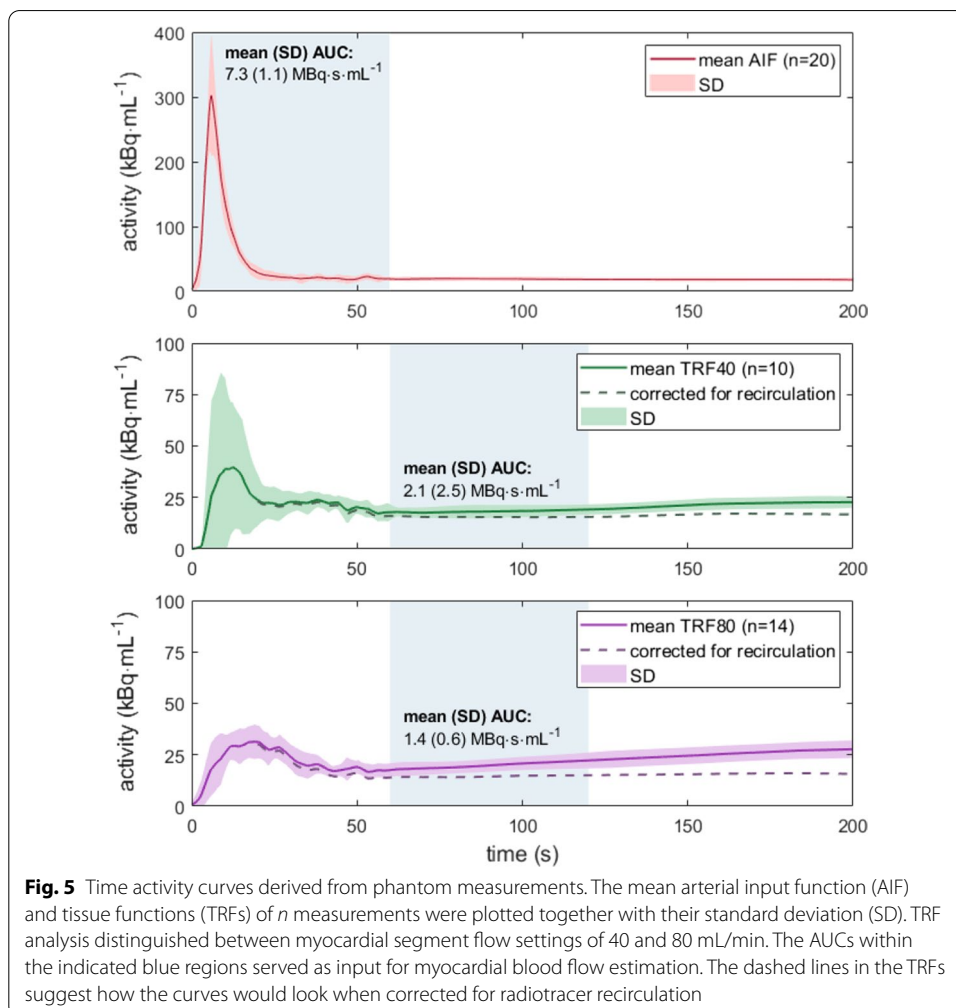 400
300
200
100
0
activity (kBq·mL⁻¹)
mean (SD) AUC:
7.3 (1.1) MBq·s·mL⁻¹
mean AIF (n=20)
SD
0
50
100
150
200
100
75
50
25
0
activity (kBq·mL⁻¹)
mean TRF40 (n=10)
corrected for recirculation
SD
mean (SD) AUC:
2.1 (2.5) MBq·s·mL⁻¹
0
50
100
150
200
100
75
50
25
0
activity (kBq·mL⁻¹)
mean TRF80 (n=14)
corrected for recirculation
SD
mean (SD) AUC:
1.4 (0.6) MBq·s·mL⁻¹
0
50
100
150
200
time (s)
Fig. 5 Time activity curves derived from phantom measurements. The mean arterial input function (AIF)
and tissue functions (TRFs) of n measurements were plotted together with their standard deviation (SD). TRF
analysis distinguished between myocardial segment flow settings of 40 and 80 mL/min. The AUCs within
the indicated blue regions served as input for myocardial blood flow estimation. The dashed lines in the TRFs
suggest how the curves would look when corrected for radiotracer recirculation